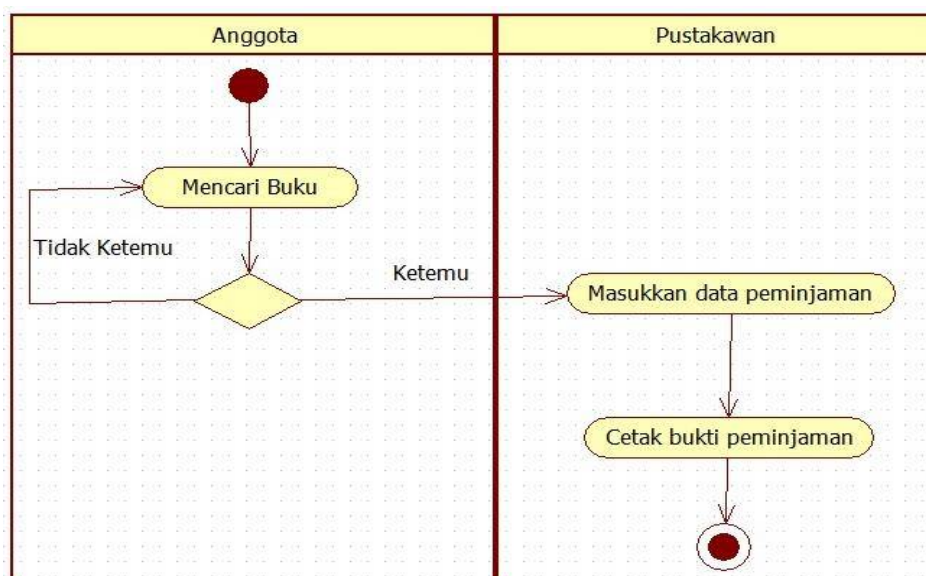 Anggota
Pustakawan
Mencari Buku
Tidak Ketemu
Ketemu
Masukkan data peminjaman
Cetak bukti peminjaman